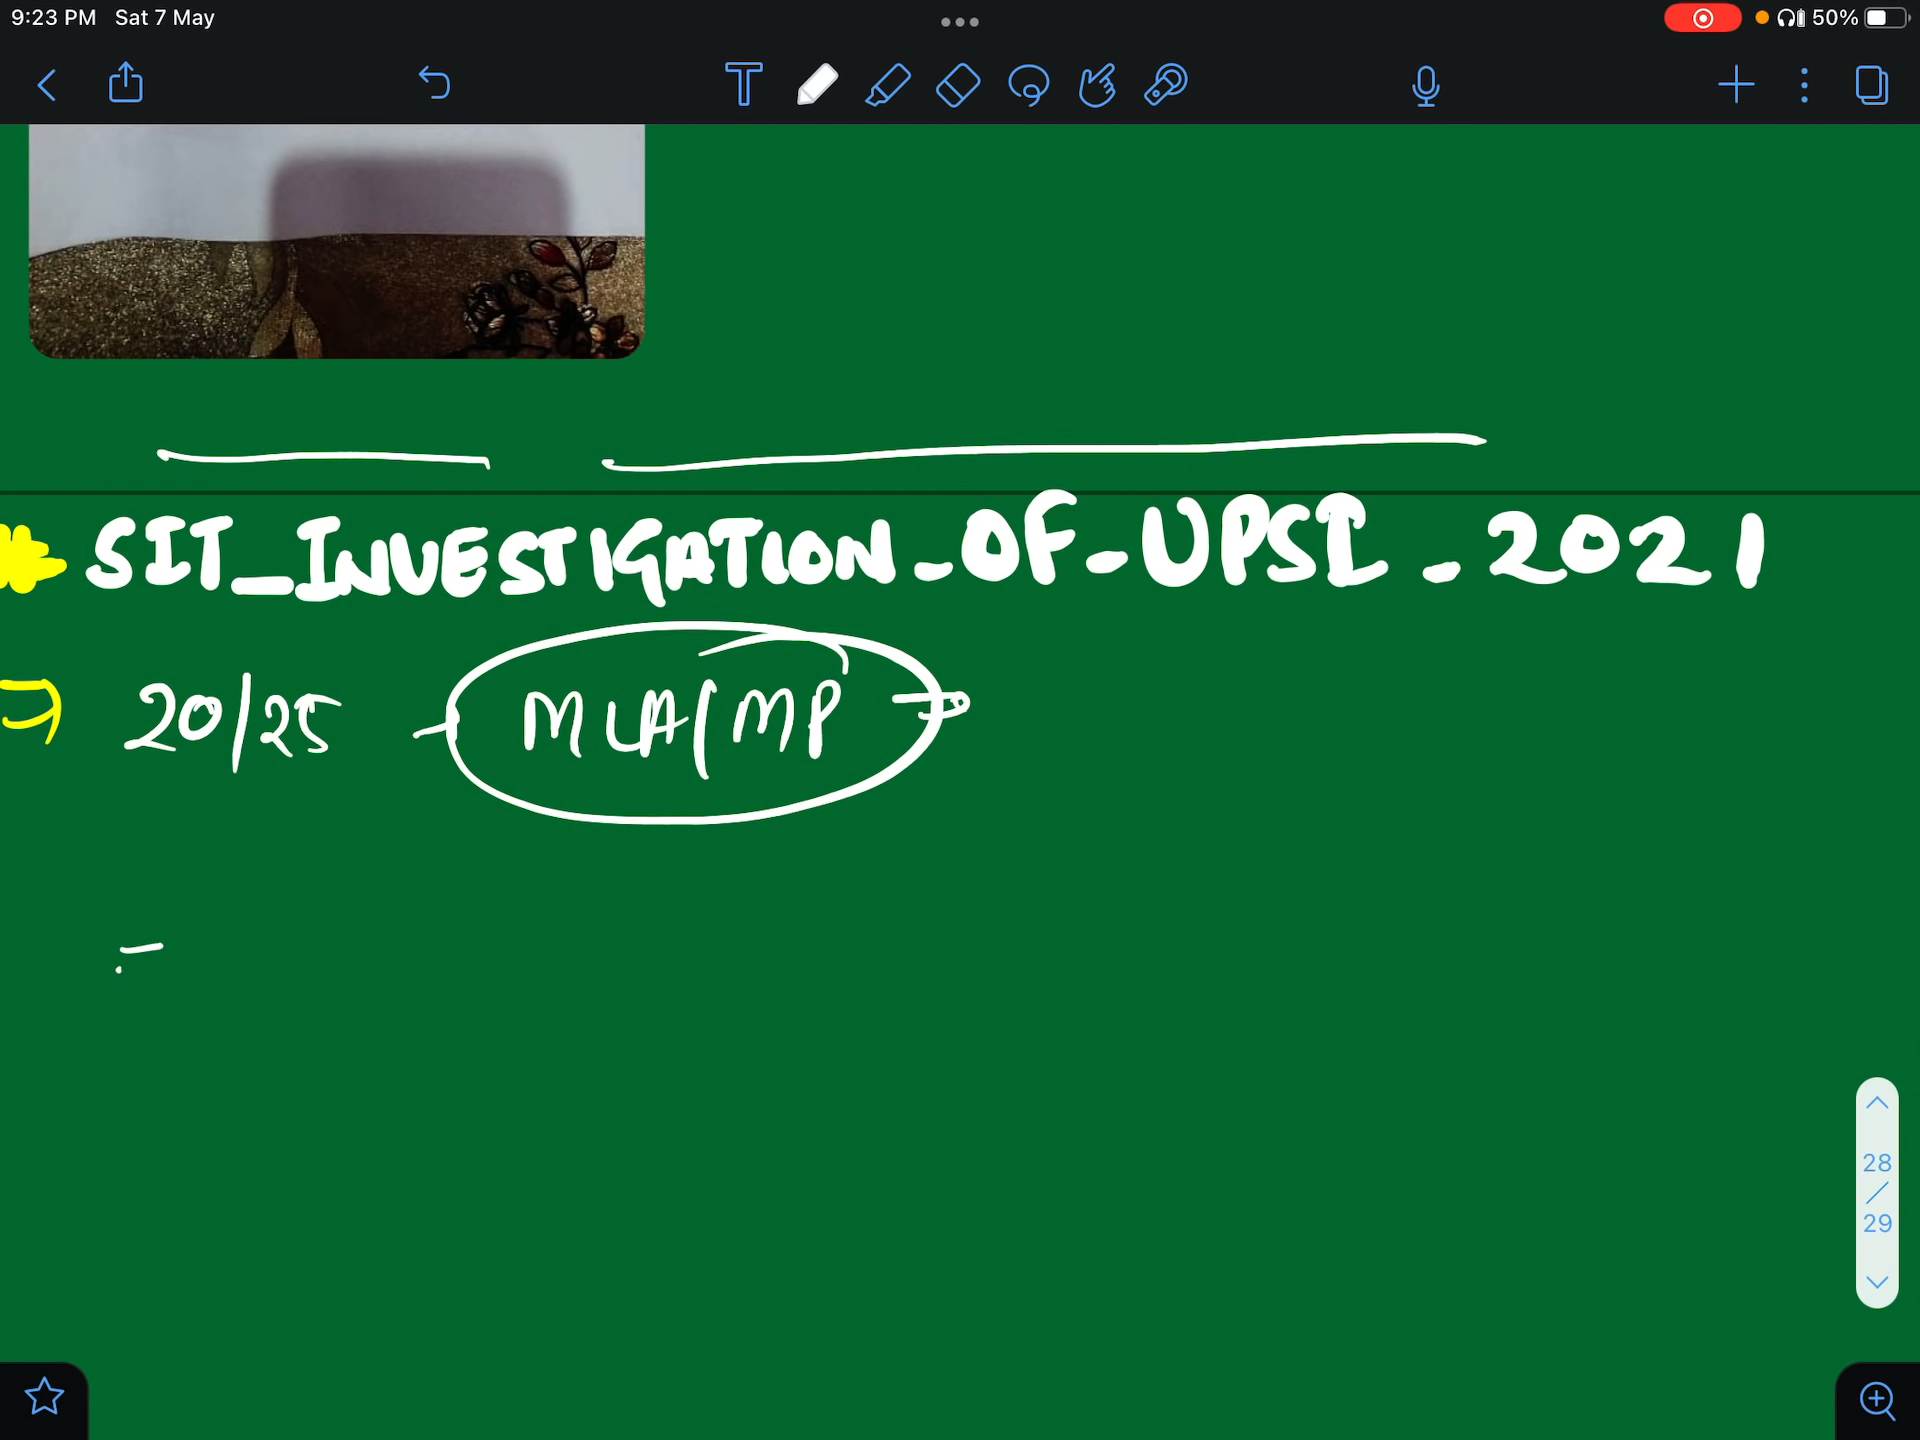 9:23 PM Sat 7 May 50%
SIT_INVESTIGATION_OF_UPSI_2021
20/25 MLA/MP
28
/
29